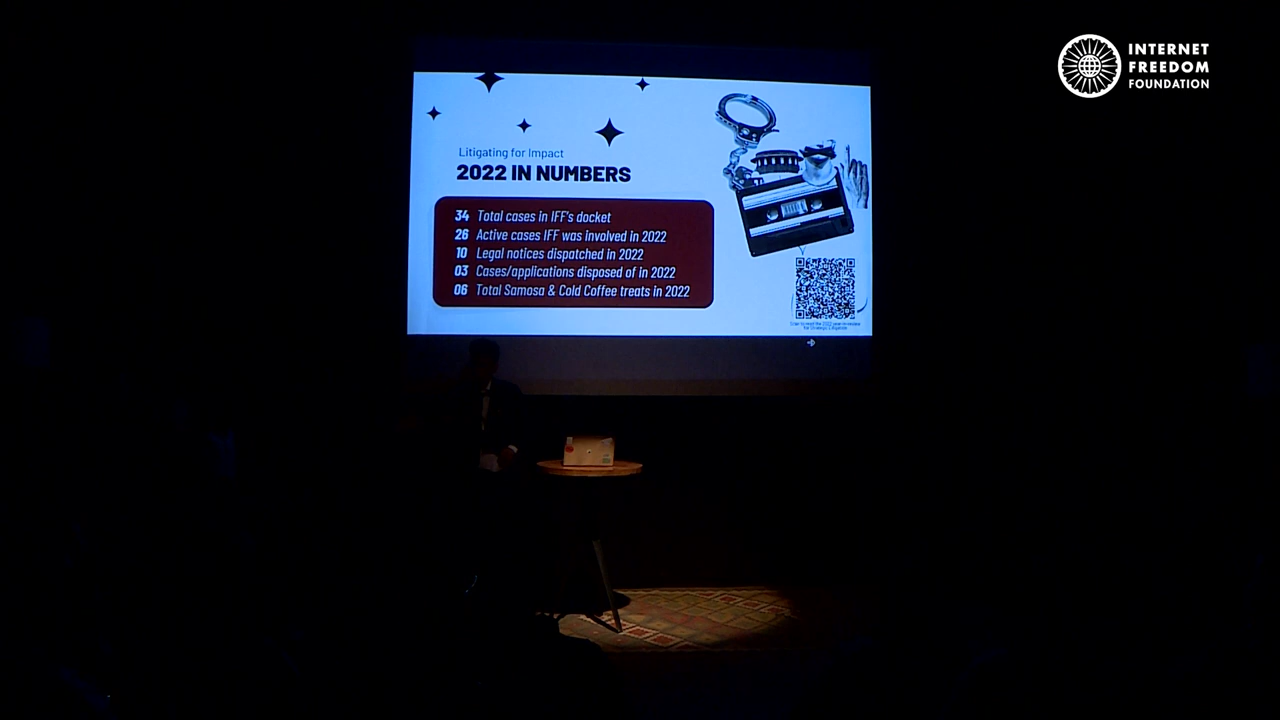 INTERNET
FREEDOM
FOUNDATION
Litigating for Impact
2022 IN NUMBERS
34 Total cases in IFF's docket
26 Active cases IFF was involved in 2022
10 Legal notices dispatched in 2022
03 Cases/applications disposed of in 2022
06 Total Samosa & Cold Coffee treats in 2022